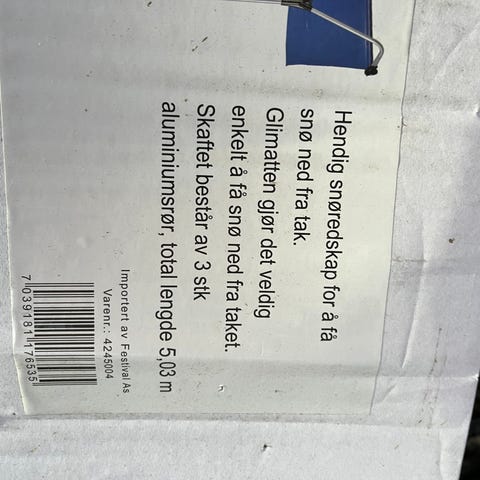 Hendig snøredskap for å få
snø ned fra tak.
Glimatten gjør det veldig
enkelt å få snø ned fra taket.
Skaftet består av 3 stk
aluminiumsrør, total lengde 5,03 m
Importert av Festival As
Varenr.: 4245004
7 039181 176535